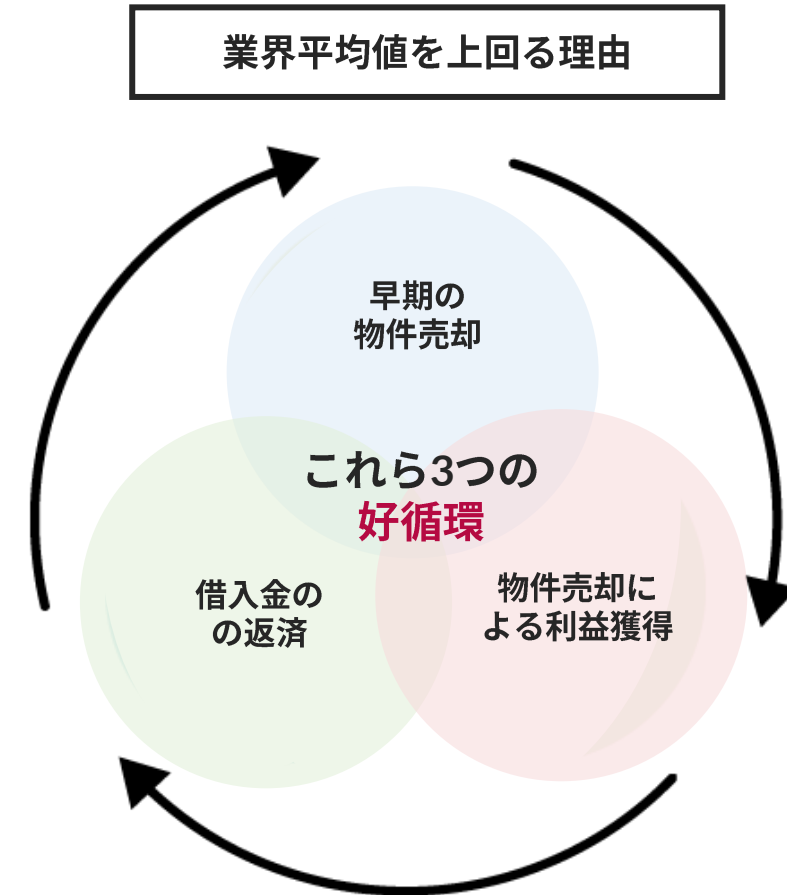 業界平均値を上回る理由
早期の
物件売却
これら3つの
好循環
借入金の
の返済
物件売却に
よる利益獲得